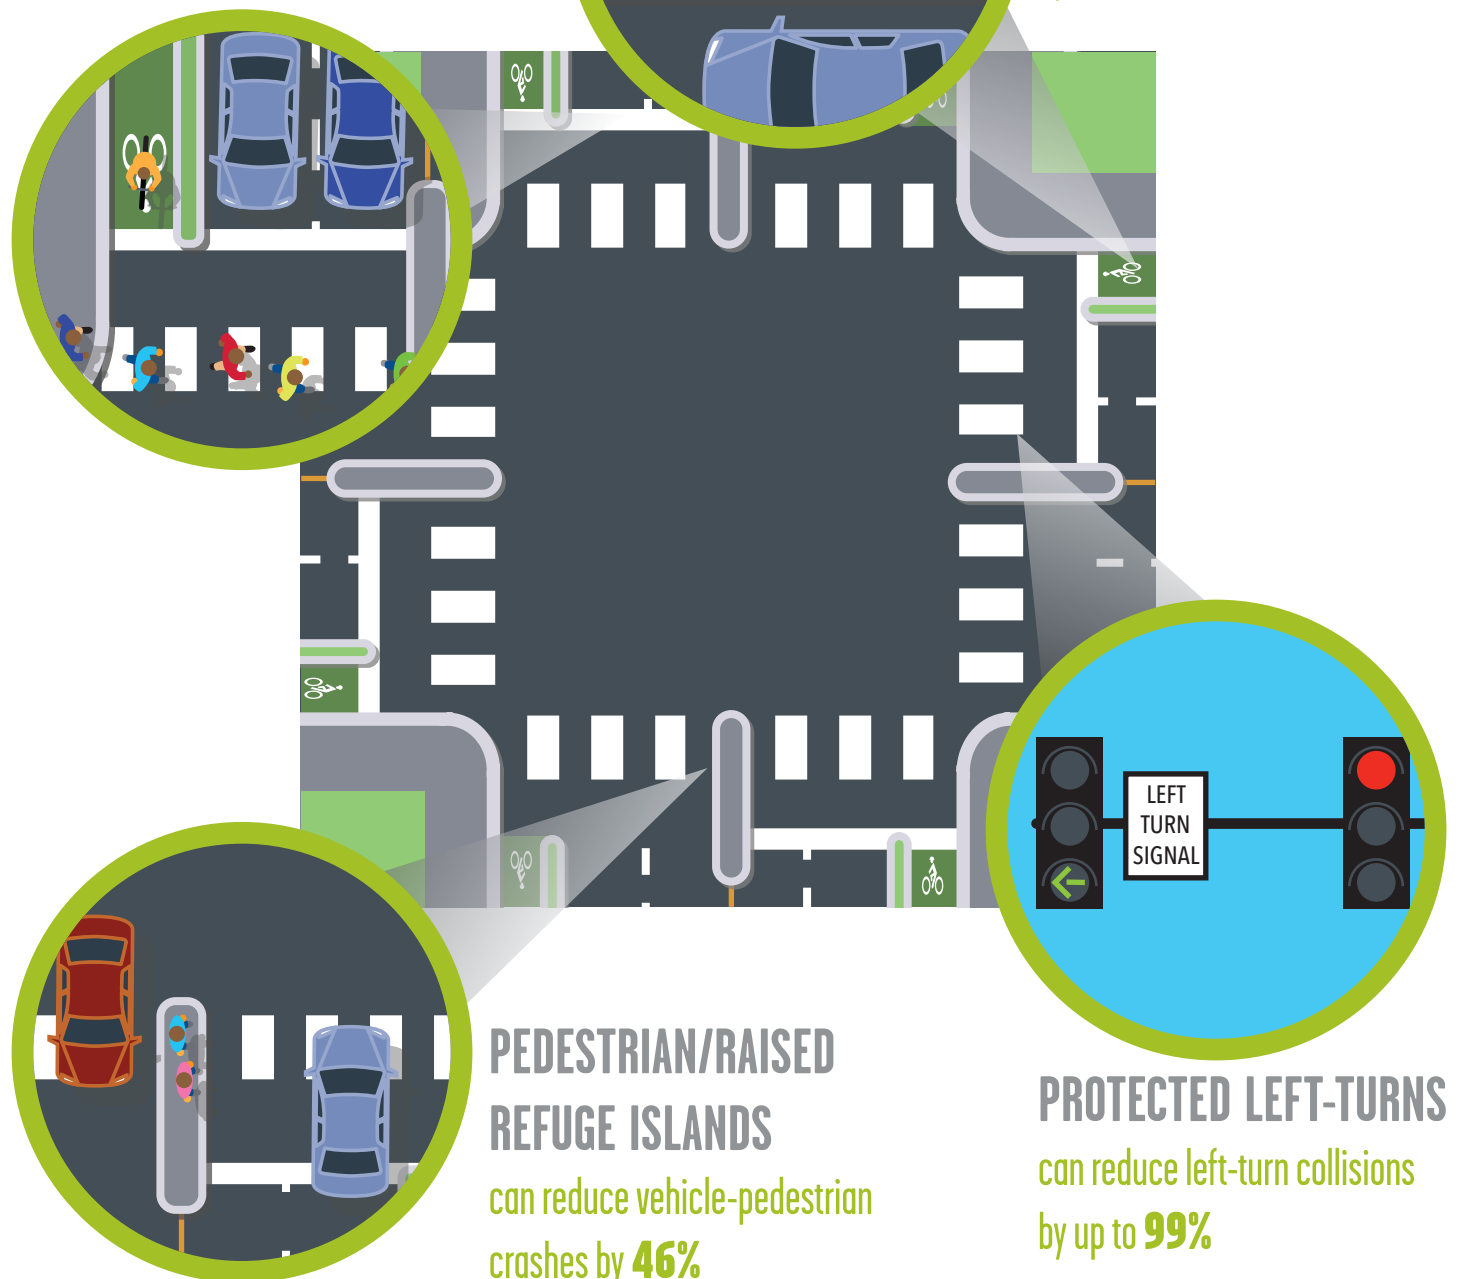 LEFT
TURN
SIGNAL
PEDESTRIAN/RAISED
REFUGE ISLANDS
can reduce vehicle-pedestrian
crashes by 46%
PROTECTED LEFT-TURNS
can reduce left-turn collisions
by up to 99%